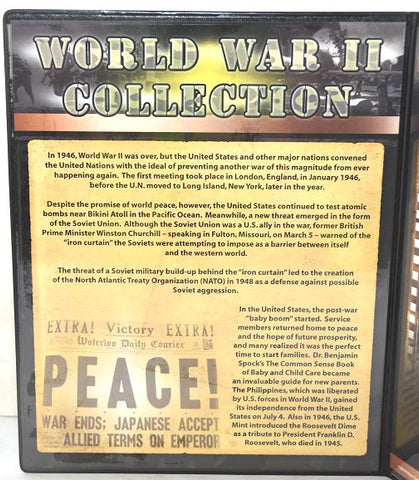 WORLD WAR II
COLLECTION
In 1946, World War II was over, but the United States and other major nations convened
the United Nations with the ideal of preventing another war of this magnitude from ever
happening again. The first meeting took place in London, England, in January 1946,
before the U.N. moved to Long Island, New York, later in the year.
Despite the promise of world peace, however, the United States continued to test atomic
bombs near Bikini Atoll in the Pacific Ocean. Meanwhile, a new threat emerged in the form
of the Soviet Union. Although the Soviet Union was a U.S. ally in the war, former British
Prime Minister Winston Churchill – speaking in Fulton, Missouri, on March 5 – warned of the
"iron curtain" the Soviets were attempting to impose as a barrier between itself
and the western world.
The threat of a Soviet military build-up behind the "iron curtain" led to the creation
of the North Atlantic Treaty Organization (NATO) in 1948 as a defense against possible
Soviet aggression.
In the United States, the post-war
"baby boom" started. Service
members returned home to peace
and the hope of future prosperity,
and many realized it was the perfect
time to start families. Dr. Benjamin
Spock's The Common Sense Book
of Baby and Child Care became
an invaluable guide for new parents.
The Philippines, which was liberated
by U.S. forces in World War II, gained
its independence from the United
States on July 4. Also in 1946, the U.S.
Mint introduced the Roosevelt Dime
as a tribute to President Franklin D.
Roosevelt, who died in 1945.
EXTRA! Victory EXTRA!
Waterloo Daily Courier
PEACE!
WAR ENDS; JAPANESE ACCEPT
ALLIED TERMS ON EMPEROR